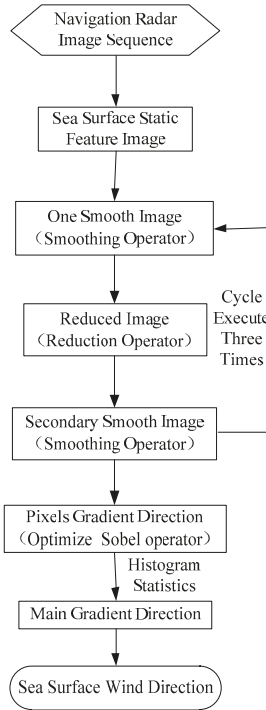 Navigation Radar
Image Sequence
Sea Surface Static
Feature Image
One Smooth Image
（Smoothing Operator）
Cycle
Execute
Three
Times
Reduced Image
（Reduction Operator）
Secondary Smooth Image
（Smoothing Operator）
Pixels Gradient Direction
（Optimize Sobel operator）
Histogram
Statistics
Main Gradient Direction
Sea Surface Wind Direction